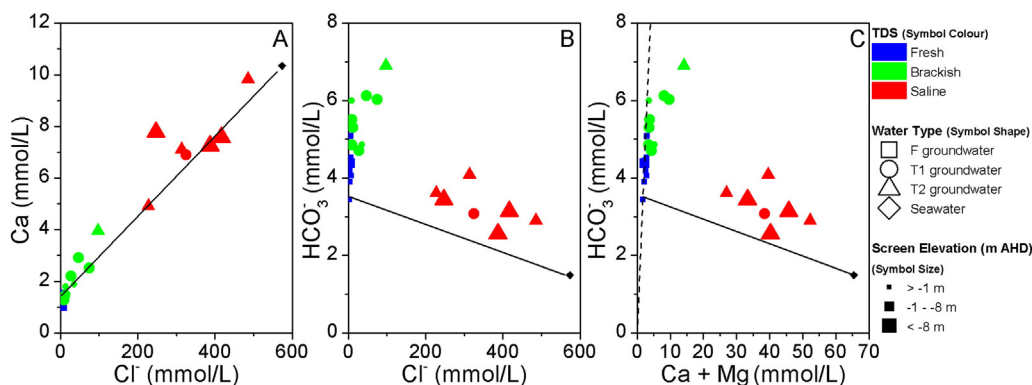 A
12
10
8
6
4
2
0
Ca (mmol/L)
0 200 400 600
Cl⁻ (mmol/L)
B
8
6
4
2
0
HCO₃⁻ (mmol/L)
0 200 400 600
Cl⁻ (mmol/L)
C
8
6
4
2
0
HCO₃⁻ (mmol/L)
0 10 20 30 40 50 60 70
Ca + Mg (mmol/L)
TDS (Symbol Colour)
Fresh
Brackish
Saline
Water Type (Symbol Shape)
F groundwater
T1 groundwater
T2 groundwater
Seawater
Screen Elevation (m AHD)
(Symbol Size)
> -1 m
-1 - -8 m
< -8 m